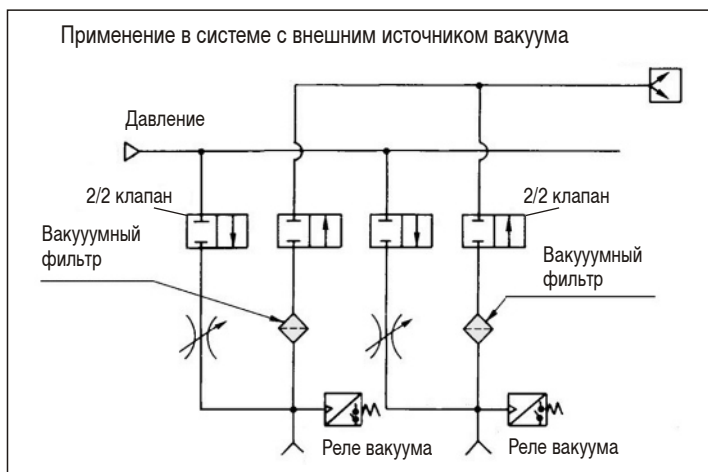 Применение в системе с внешним источником вакуума
Давление
2/2 клапан
2/2 клапан
Вакууумный
фильтр
Вакууумный
фильтр
Реле вакуума
Реле вакуума